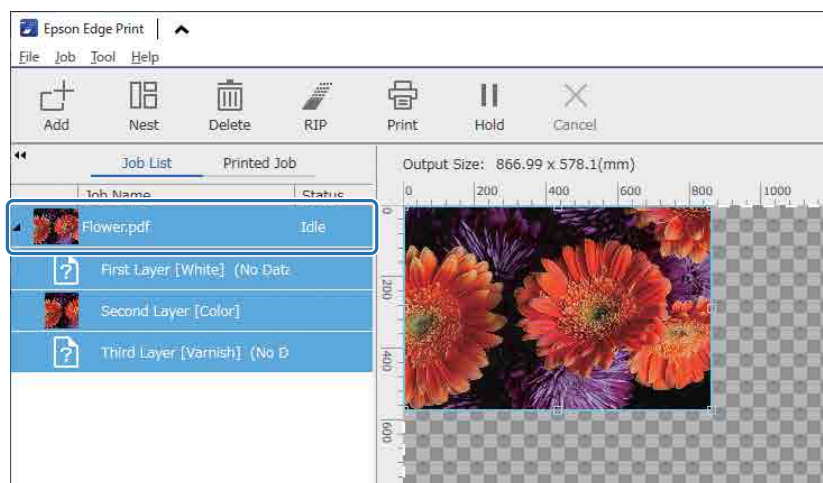 Epson Edge Print
File Job Tool Help
Add Nest Delete RIP Print Hold Cancel
Job List Printed Job
Output Size: 866.99 x 578.1(mm)
Job Name Status
0 200 400 600 800 1000
Flower.pdf Idle
0
First Layer [White] (No Data
200
Second Layer [Color]
Third Layer [Varnish] (No D
400
600